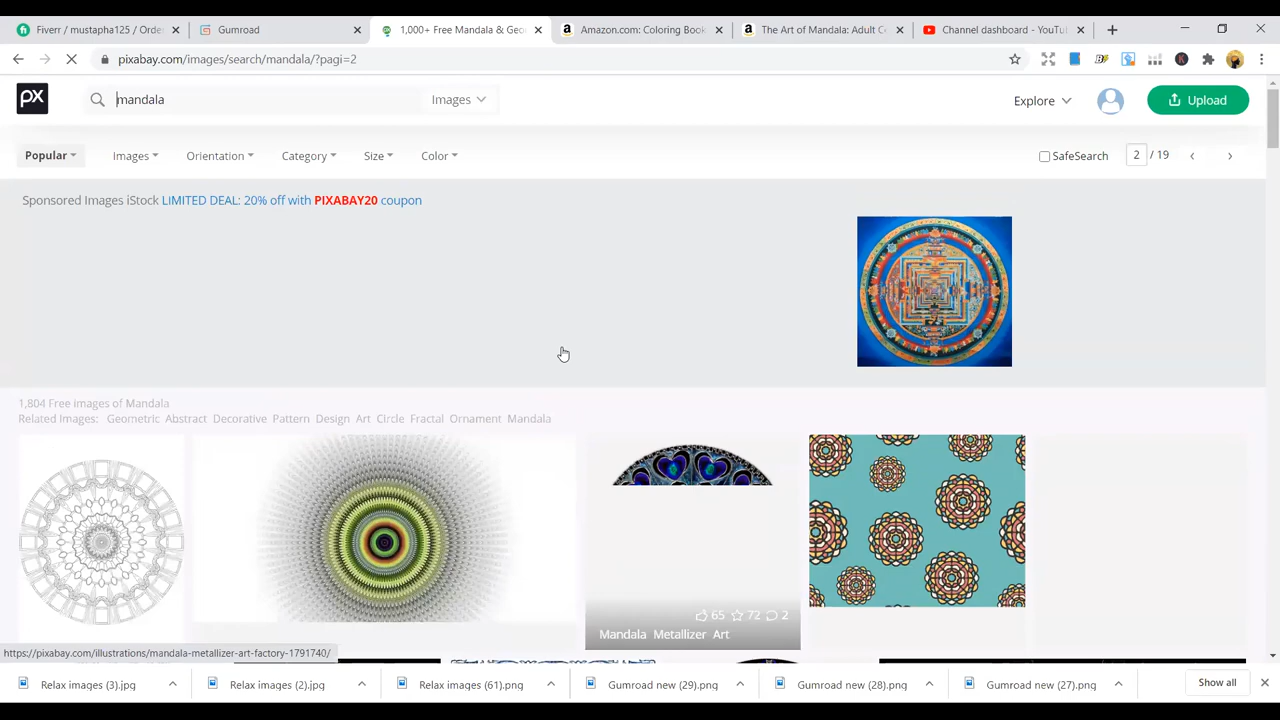 Fiverr / mustapha125 / Orde
Gumroad
1,000+ Free Mandala & Geo
Amazon.com: Coloring Book
The Art of Mandala: Adult C
Channel dashboard - YouTu
pixabay.com/images/search/mandala/?pagi=2
px
mandala
Images
Explore
Upload
Popular
Images
Orientation
Category
Size
Color
SafeSearch
2 / 19
Sponsored Images iStock LIMITED DEAL: 20% off with PIXABAY20 coupon
1,804 Free images of Mandala
Related Images: Geometric Abstract Decorative Pattern Design Art Circle Fractal Ornament Mandala
65 72 2
Mandala Metallizer Art
https://pixabay.com/illustrations/mandala-metallizer-art-factory-1791740/
Relax images (3).jpg
Relax images (2).jpg
Relax images (61).png
Gumroad new (29).png
Gumroad new (28).png
Gumroad new (27).png
Show all